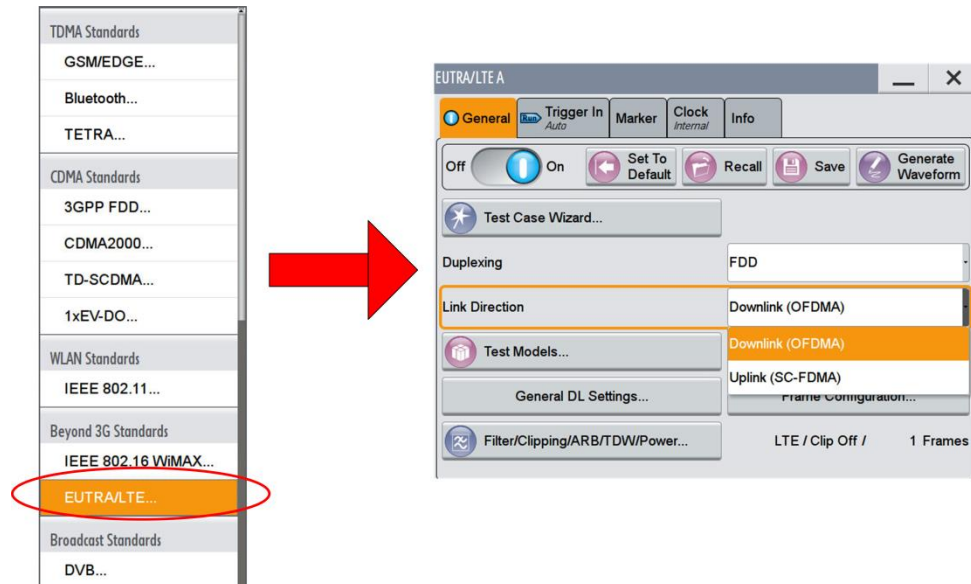 TDMA Standards
GSM/EDGE...
Bluetooth...
TETRA...
CDMA Standards
3GPP FDD...
CDMA2000...
TD-SCDMA...
1xEV-DO...
WLAN Standards
IEEE 802.11...
Beyond 3G Standards
IEEE 802.16 WiMAX...
EUTRA/LTE...
Broadcast Standards
DVB...
EUTRA/LTE A
General
Run
Trigger In
Auto
Marker
Clock
Internal
Info
Off
On
Set To
Default
Recall
Save
Generate
Waveform
Test Case Wizard...
Duplexing
FDD
Link Direction
Downlink (OFDMA)
Test Models...
Downlink (OFDMA)
Uplink (SC-FDMA)
General DL Settings...
Frame Configuration...
Filter/Clipping/ARB/TDW/Power...
LTE / Clip Off / 1 Frames